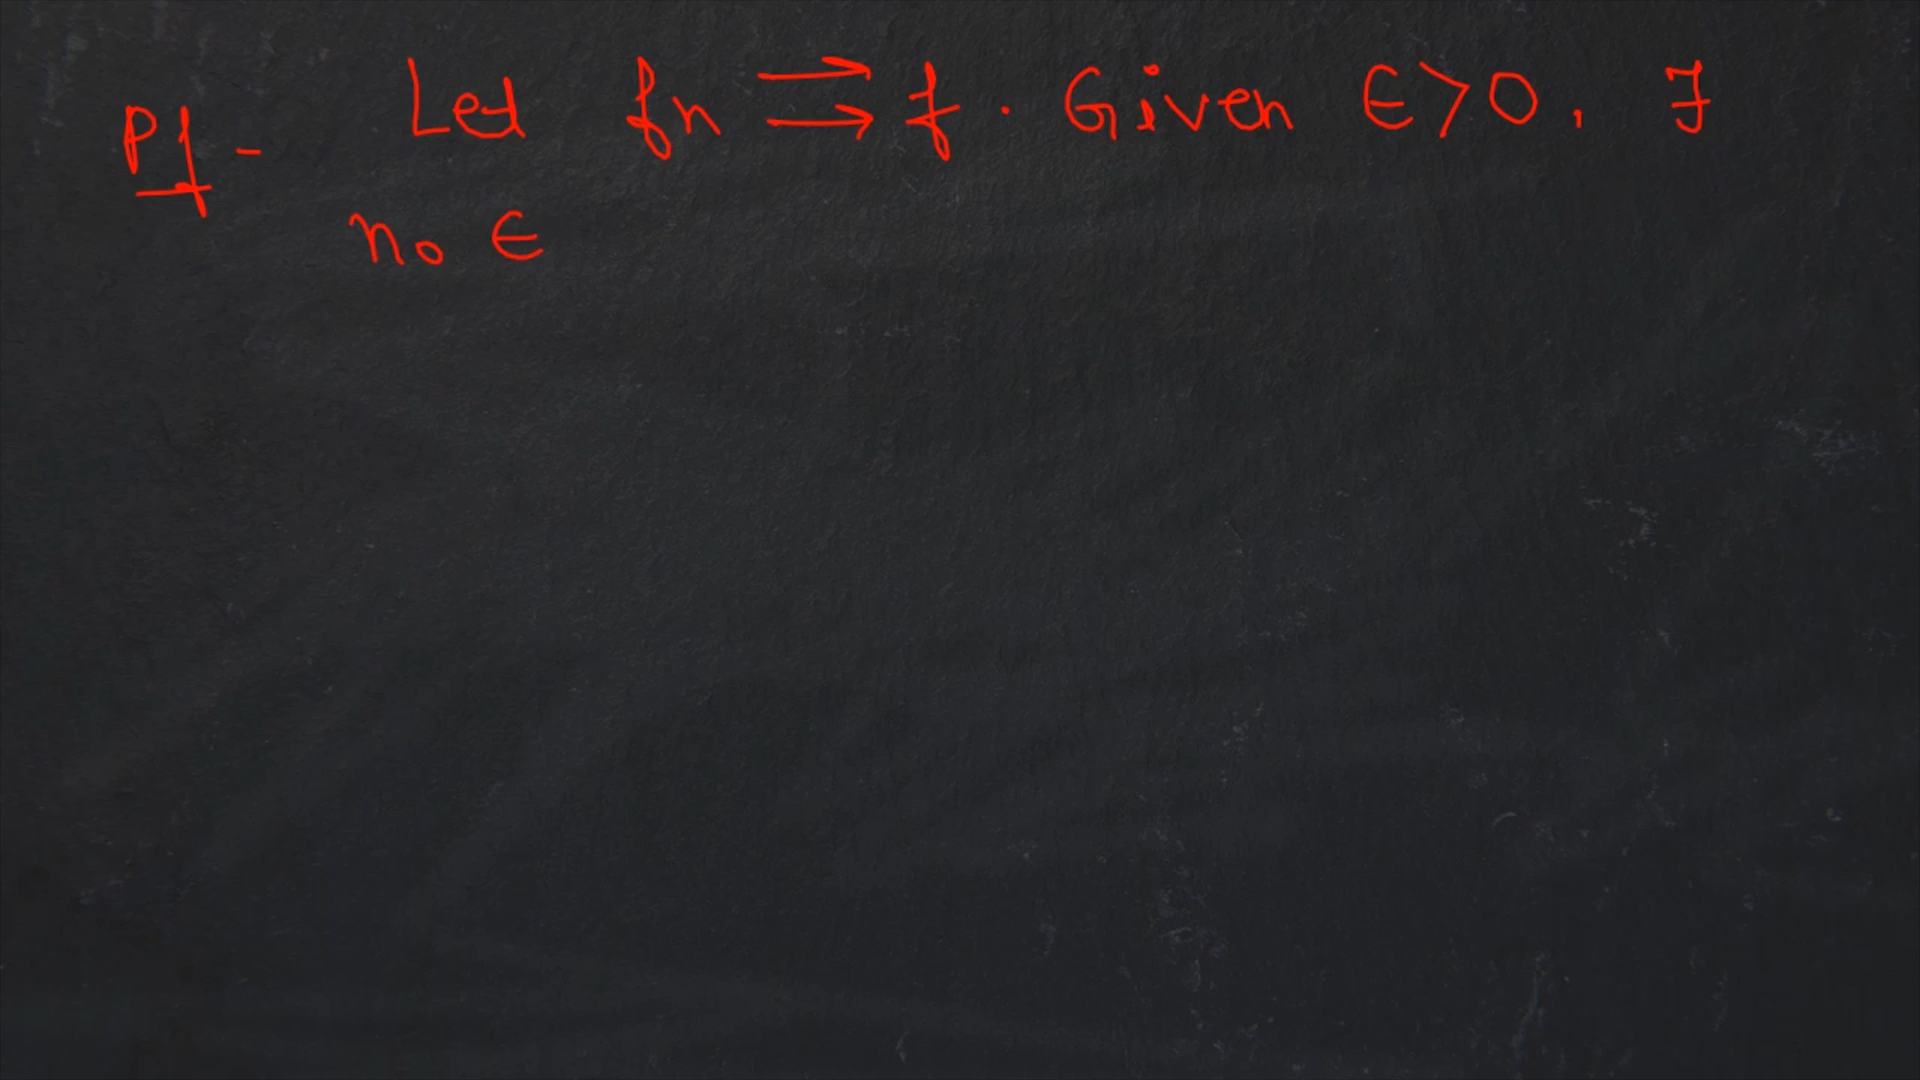 Pf - Let fn ⇉ f. Given ϵ>0, ∃
n₀ ∈